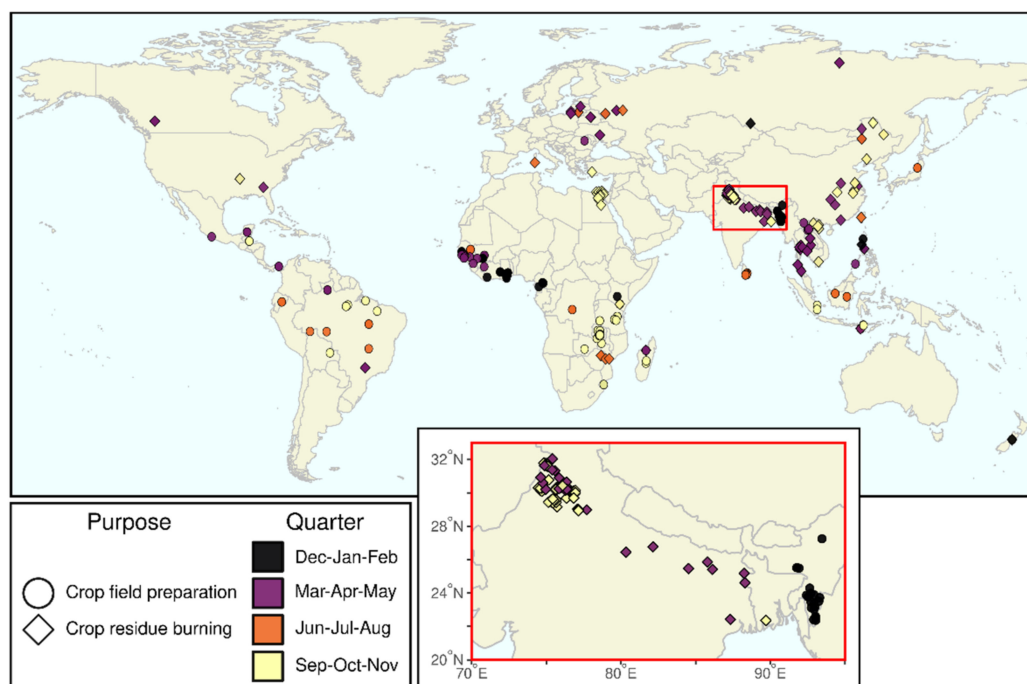 Purpose
Crop field preparation
Crop residue burning
Quarter
Dec-Jan-Feb
Mar-Apr-May
Jun-Jul-Aug
Sep-Oct-Nov
32°N
28°N
24°N
20°N
70°E
80°E
90°E